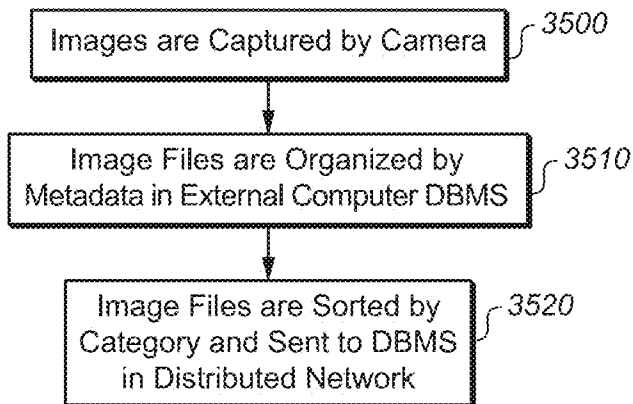 Images are Captured by Camera
3500
Image Files are Organized by
Metadata in External Computer DBMS
3510
Image Files are Sorted by
Category and Sent to DBMS
in Distributed Network
3520